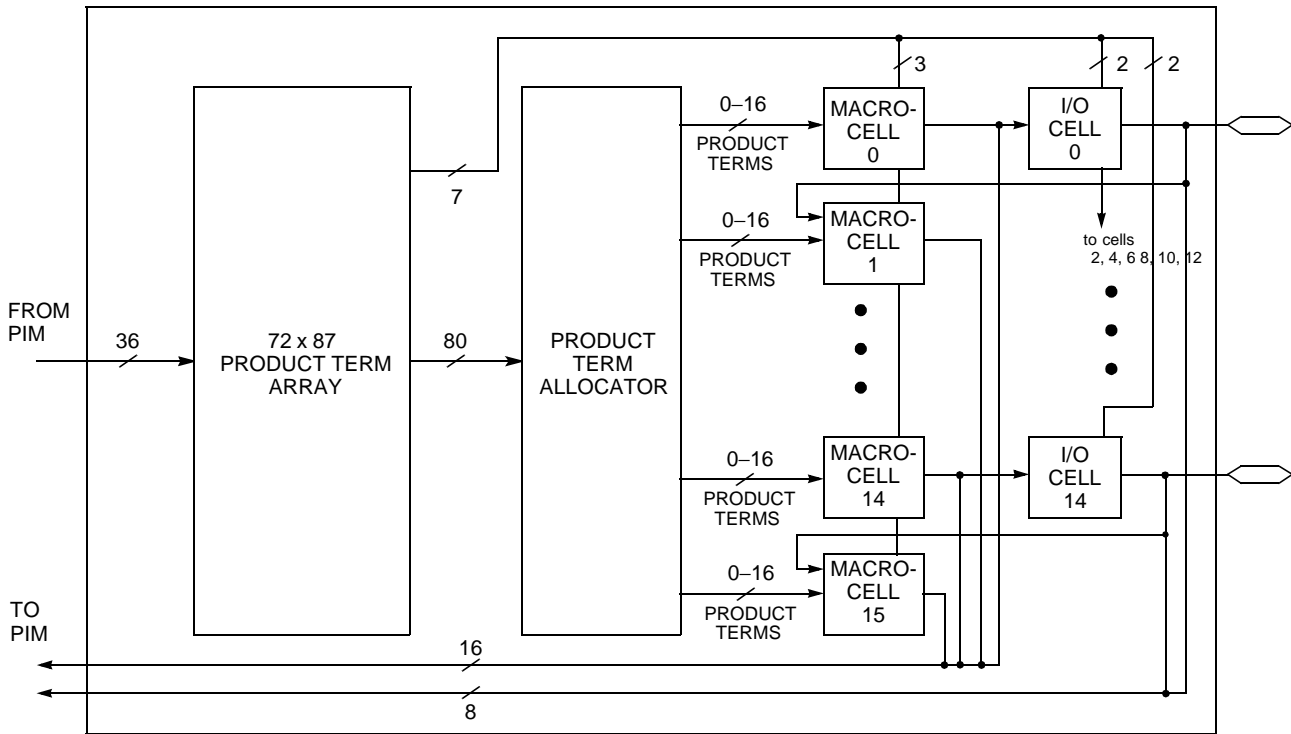 3
2
2
0–16
PRODUCT
TERMS
MACRO-
CELL
0
I/O
CELL
0
7
0–16
PRODUCT
TERMS
MACRO-
CELL
1
to cells
2, 4, 6 8, 10, 12
FROM
PIM
36
72 x 87
PRODUCT TERM
ARRAY
80
PRODUCT
TERM
ALLOCATOR
0–16
PRODUCT
TERMS
MACRO-
CELL
14
I/O
CELL
14
0–16
PRODUCT
TERMS
MACRO-
CELL
15
TO
PIM
16
8